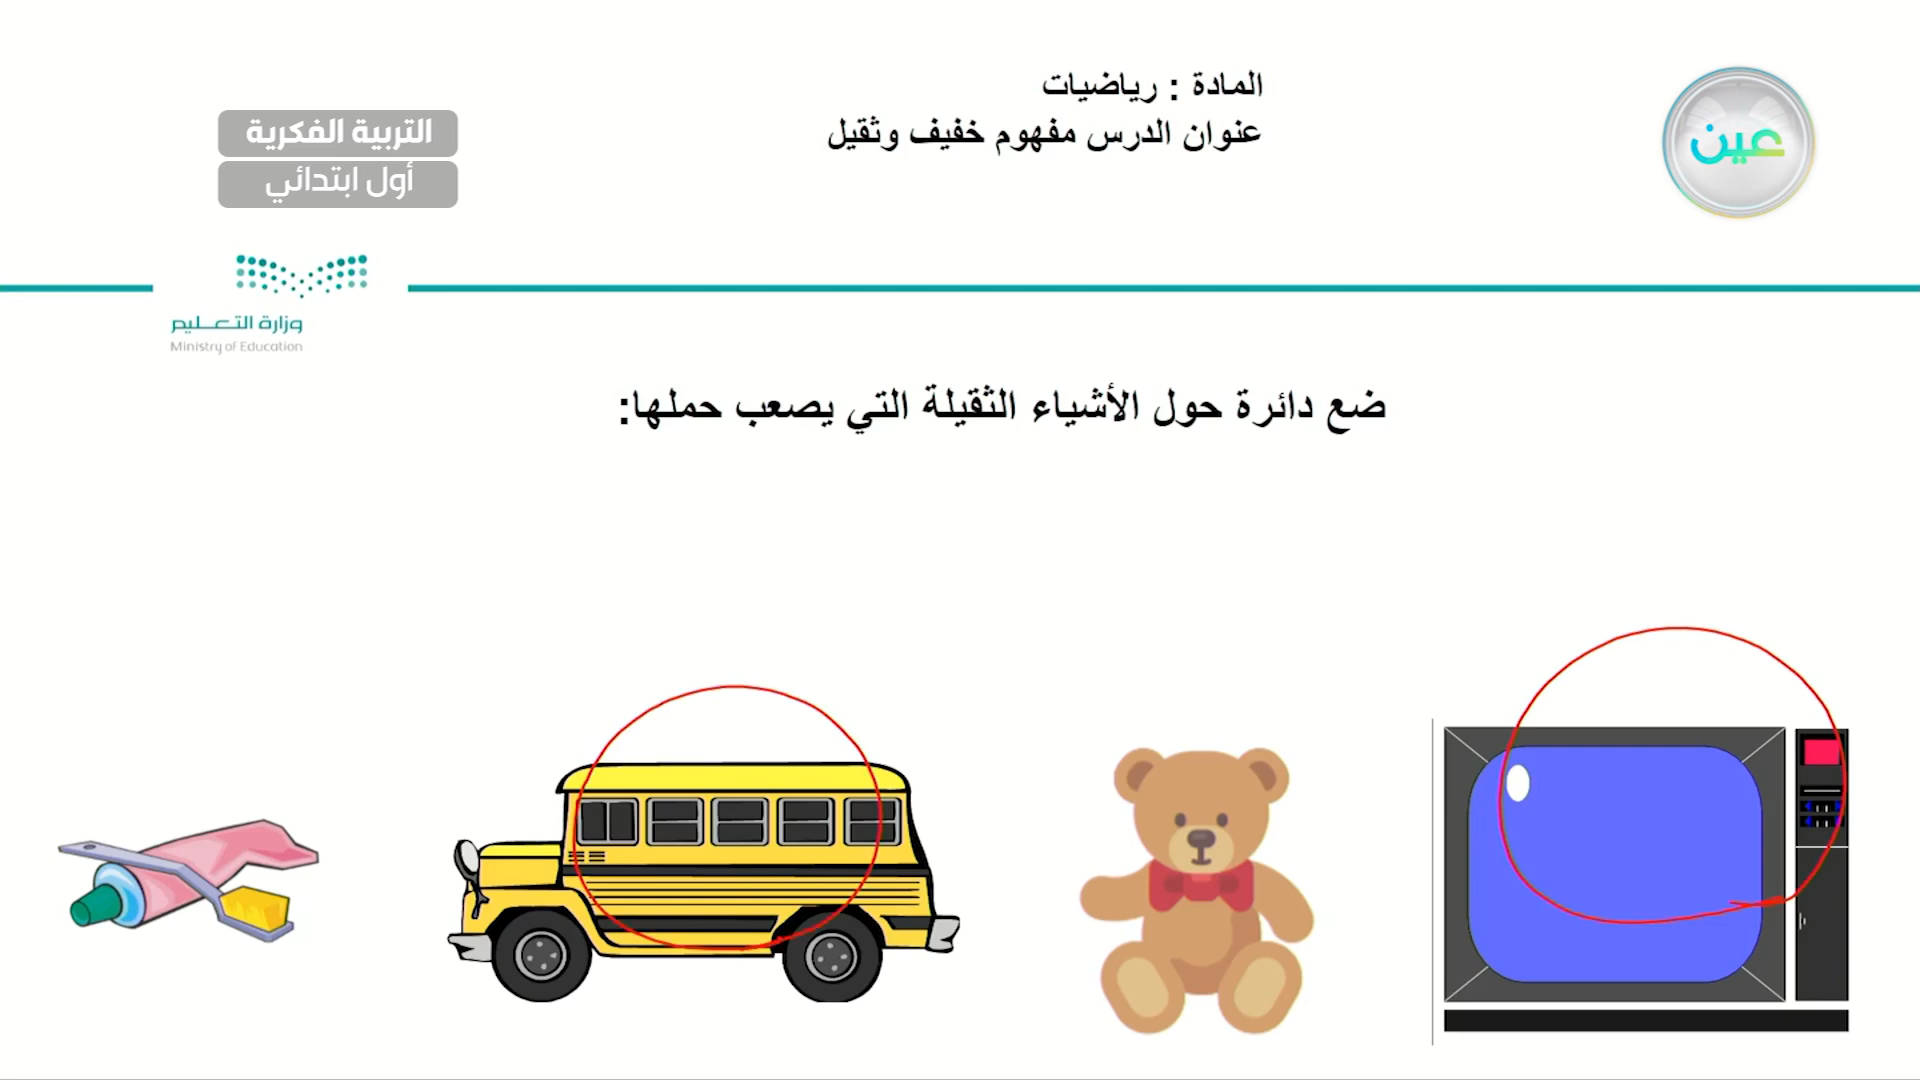 المادة : رياضيات
عنوان الدرس مفهوم خفيف وثقيل
عين
التربية الفكرية
أول ابتدائي
وزارة التعليم
Ministry of Education
ضع دائرة حول الأشياء الثقيلة التي يصعب حملها: